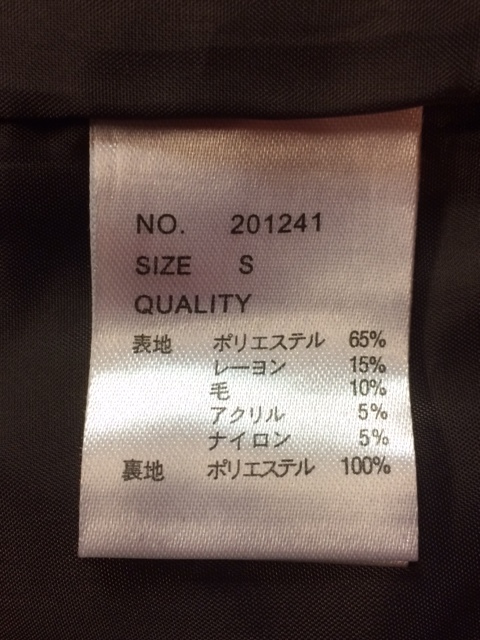 NO. 201241
SIZE S
QUALITY
表地 ポリエステル 65%
レーヨン 15%
毛 10%
アクリル 5%
ナイロン 5%
裏地 ポリエステル 100%